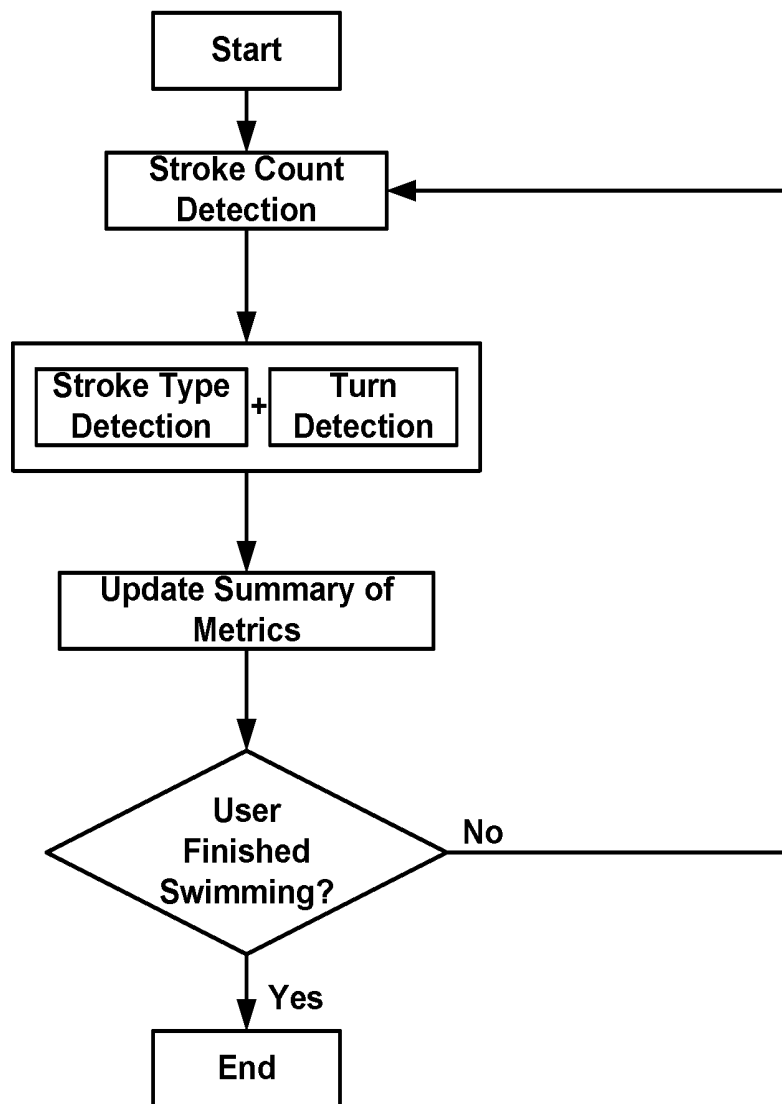 Start
Stroke Count
Detection
Stroke Type
Detection
+
Turn
Detection
Update Summary of
Metrics
User
Finished
Swimming?
No
Yes
End